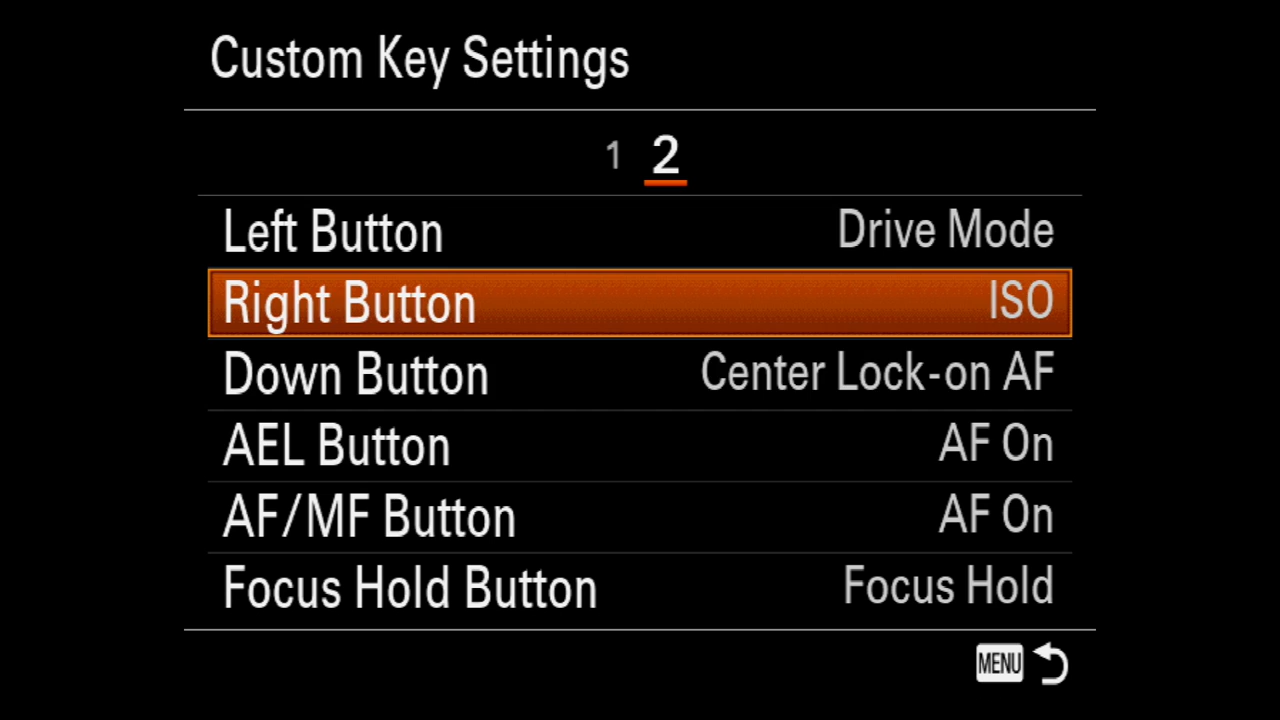 Custom Key Settings
1 2
Left Button Drive Mode
Right Button ISO
Down Button Center Lock-on AF
AEL Button AF On
AF/MF Button AF On
Focus Hold Button Focus Hold
MENU